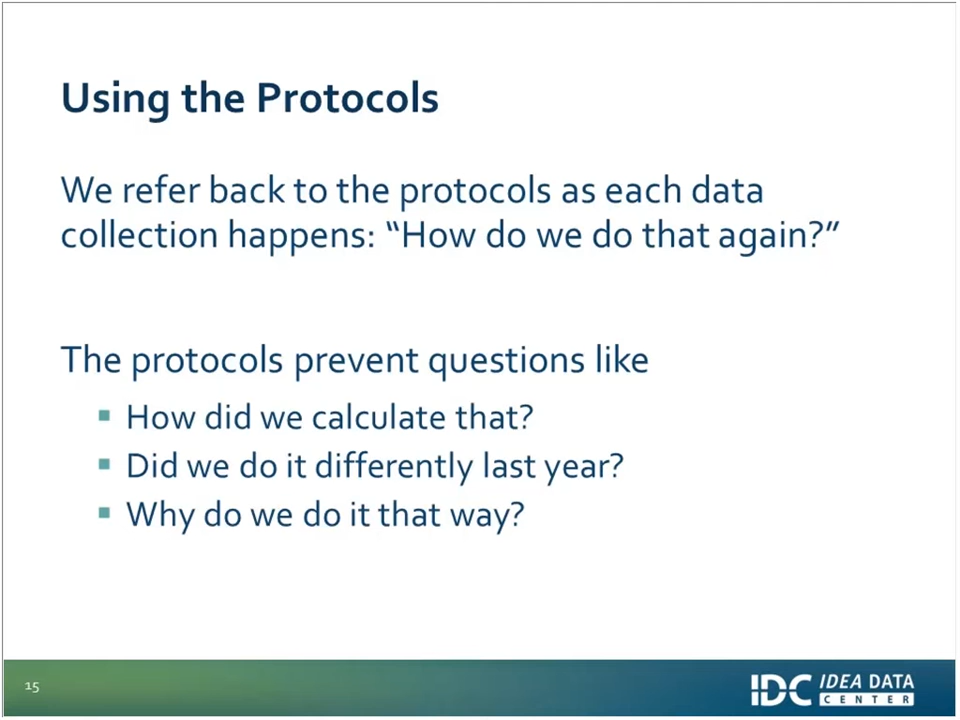 Using the Protocols
We refer back to the protocols as each data
collection happens: “How do we do that again?”
The protocols prevent questions like
▪ How did we calculate that?
▪ Did we do it differently last year?
▪ Why do we do it that way?
15
IDC IDEA DATA
CENTER